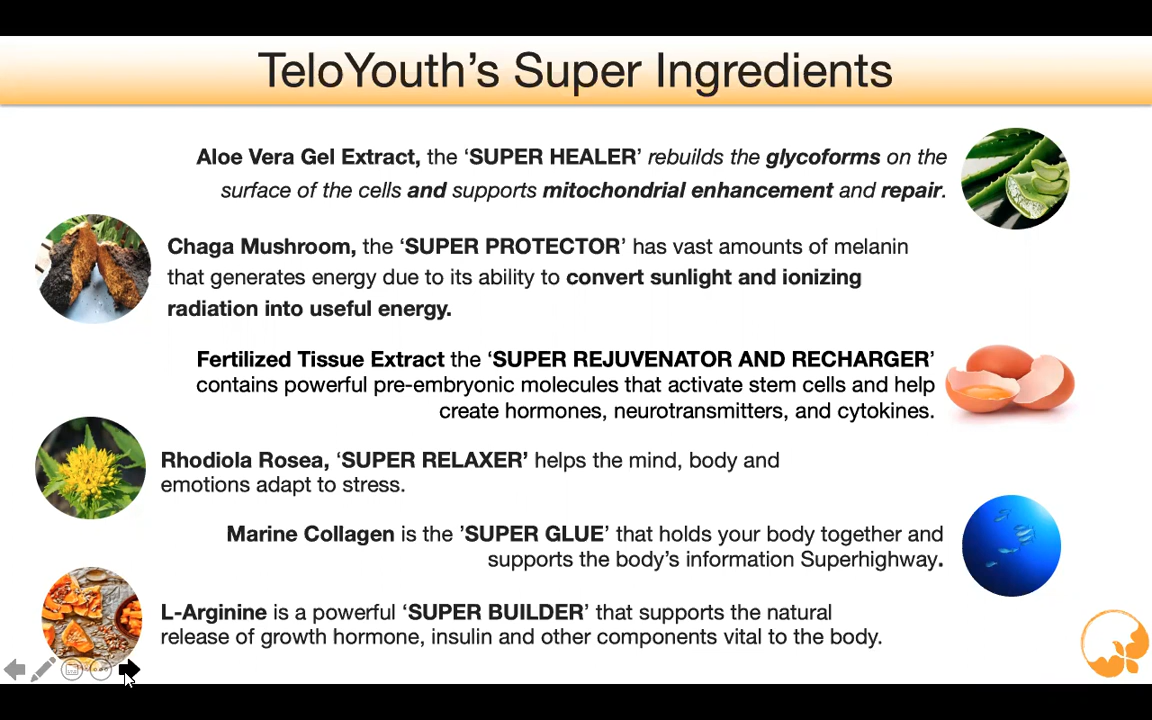 TeloYouth's Super Ingredients
Aloe Vera Gel Extract, the ‘SUPER HEALER’ rebuilds the glycoforms on the
surface of the cells and supports mitochondrial enhancement and repair.
Chaga Mushroom, the ‘SUPER PROTECTOR’ has vast amounts of melanin
that generates energy due to its ability to convert sunlight and ionizing
radiation into useful energy.
Fertilized Tissue Extract the ‘SUPER REJUVENATOR AND RECHARGER’
contains powerful pre-embryonic molecules that activate stem cells and help
create hormones, neurotransmitters, and cytokines.
Rhodiola Rosea, ‘SUPER RELAXER’ helps the mind, body and
emotions adapt to stress.
Marine Collagen is the ’SUPER GLUE’ that holds your body together and
supports the body’s information Superhighway.
L-Arginine is a powerful ‘SUPER BUILDER’ that supports the natural
release of growth hormone, insulin and other components vital to the body.